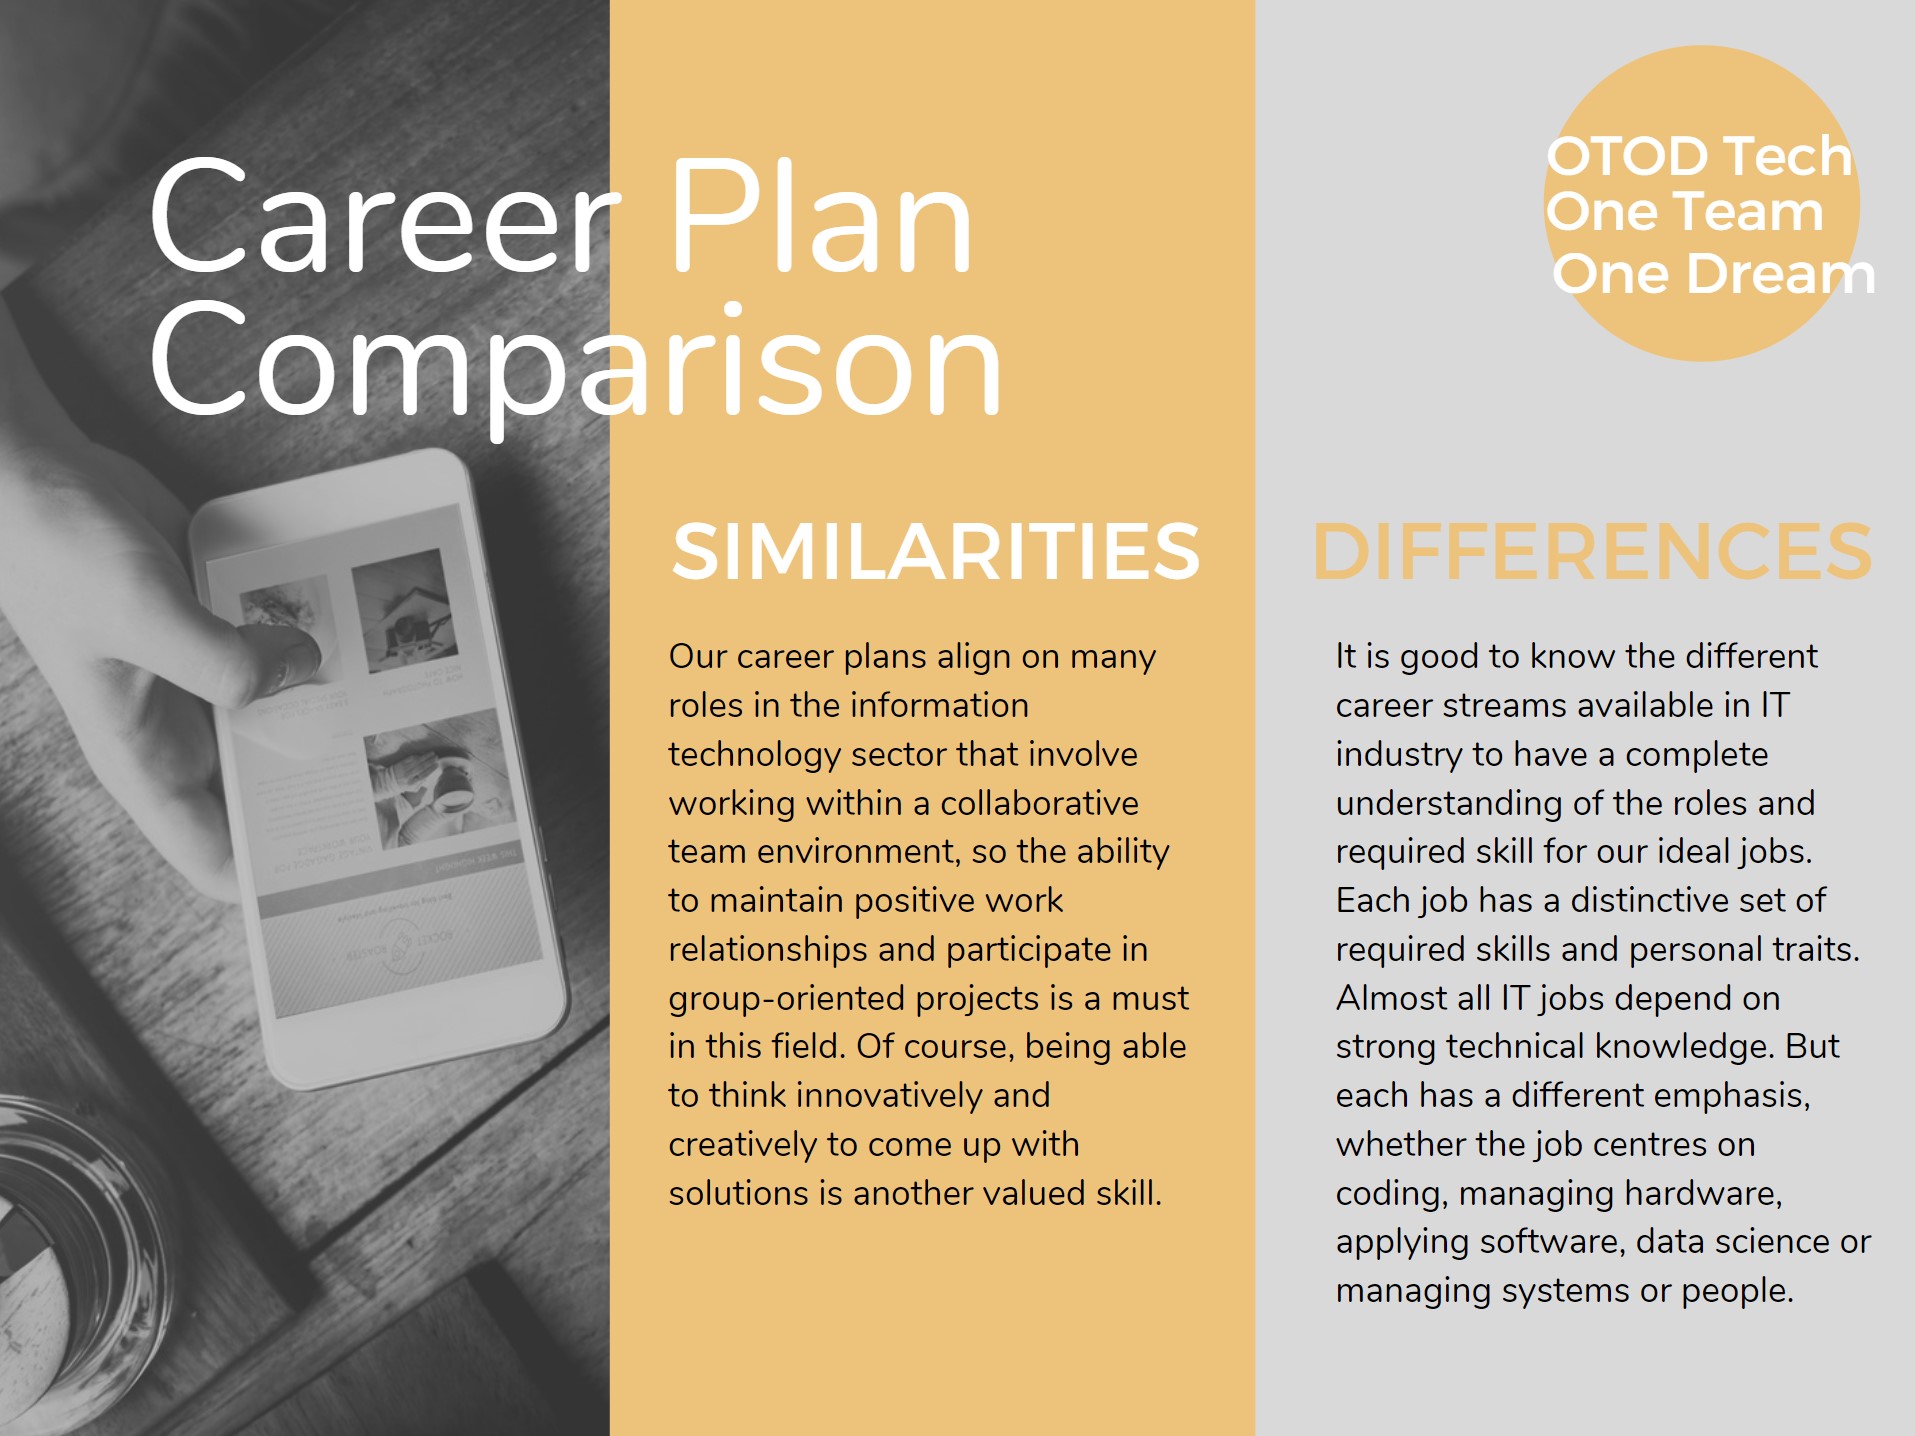 Career Plan
Comparison
OTOD Tech
One Team
One Dream
SIMILARITIES
Our career plans align on many
roles in the information
technology sector that involve
working within a collaborative
team environment, so the ability
to maintain positive work
relationships and participate in
group-oriented projects is a must
in this field. Of course, being able
to think innovatively and
creatively to come up with
solutions is another valued skill.
DIFFERENCES
It is good to know the different
career streams available in IT
industry to have a complete
understanding of the roles and
required skill for our ideal jobs.
Each job has a distinctive set of
required skills and personal traits.
Almost all IT jobs depend on
strong technical knowledge. But
each has a different emphasis,
whether the job centres on
coding, managing hardware,
applying software, data science or
managing systems or people.